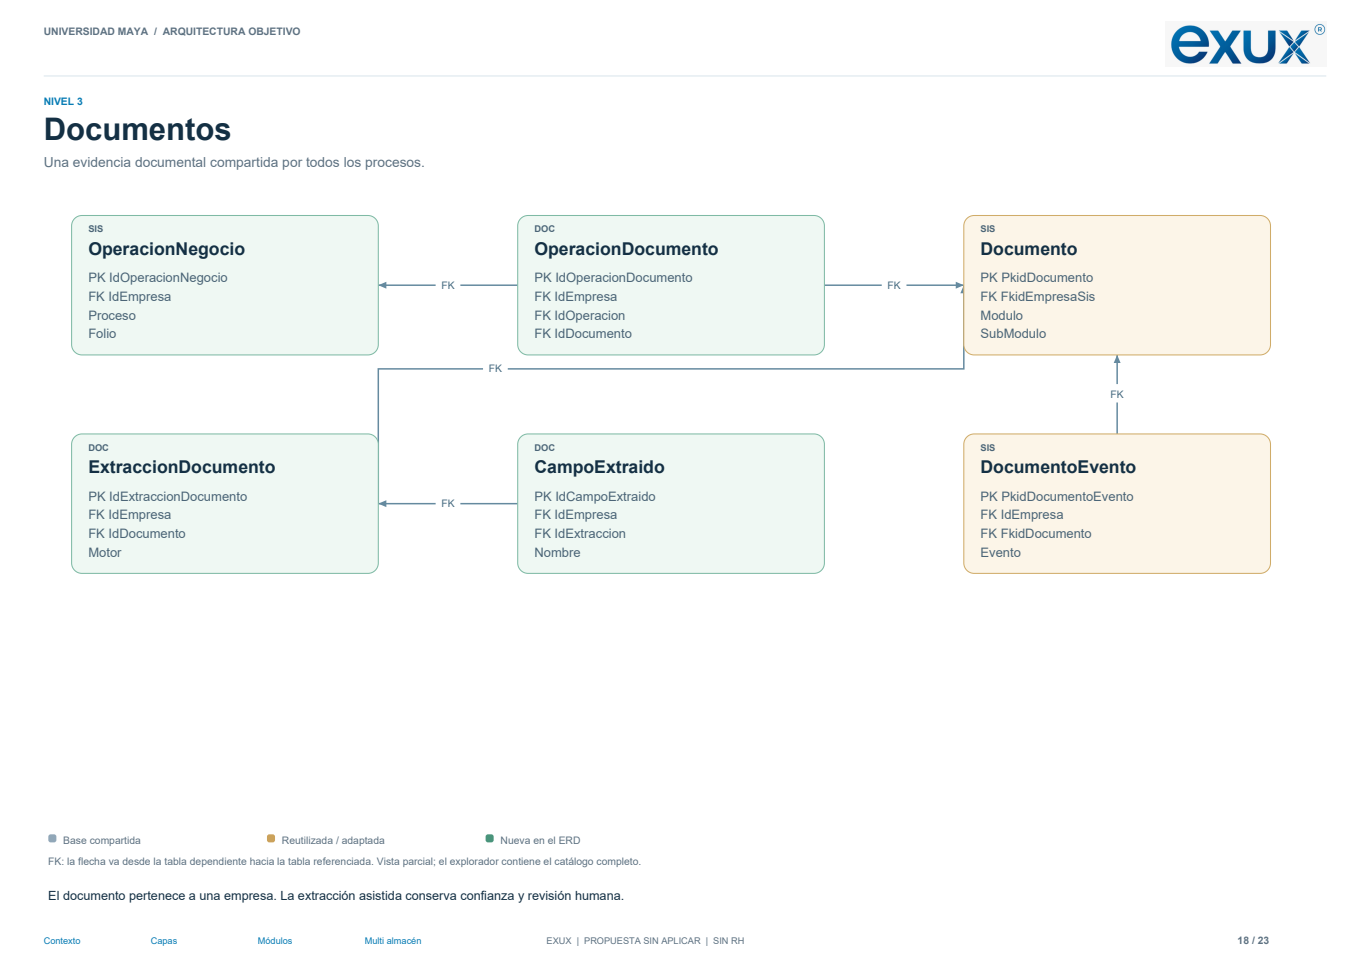 UNIVERSIDAD MAYA / ARQUITECTURA OBJETIVO
exux®
NIVEL 3
Documentos
Una evidencia documental compartida por todos los procesos.
SIS
OperacionNegocio
PK IdOperacionNegocio
FK IdEmpresa
Proceso
Folio
FK
DOC
OperacionDocumento
PK IdOperacionDocumento
FK IdEmpresa
FK IdOperacion
FK IdDocumento
FK
SIS
Documento
PK PkidDocumento
FK FkidEmpresaSis
Modulo
SubModulo
FK
FK
DOC
ExtraccionDocumento
PK IdExtraccionDocumento
FK IdEmpresa
FK IdDocumento
Motor
FK
DOC
CampoExtraido
PK IdCampoExtraido
FK IdEmpresa
FK IdExtraccion
Nombre
SIS
DocumentoEvento
PK PkidDocumentoEvento
FK IdEmpresa
FK FkidDocumento
Evento
Base compartida
Reutilizada / adaptada
Nueva en el ERD
FK: la flecha va desde la tabla dependiente hacia la tabla referenciada. Vista parcial; el explorador contiene el catálogo completo.
El documento pertenece a una empresa. La extracción asistida conserva confianza y revisión humana.
Contexto
Capas
Módulos
Multi almacén
EXUX | PROPUESTA SIN APLICAR | SIN RH
18 / 23